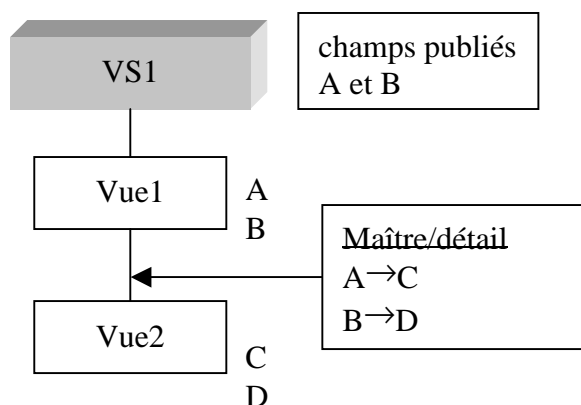 VS1
champs publiés
A et B
Vue1
A
B
Maître/détail
A→C
B→D
Vue2
C
D